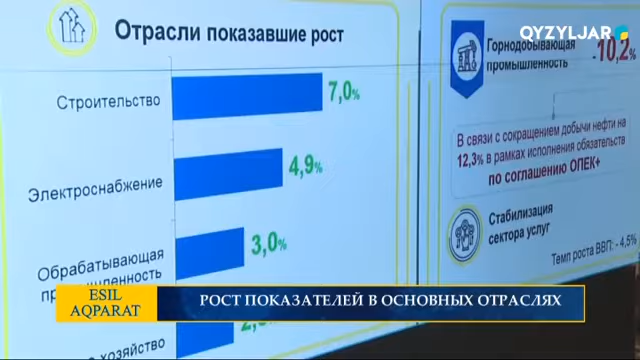 Отрасли показавшие рост
Строительство
7,0%
Электроснабжение
4,9%
Обрабатывающая
3,0%
хозяйство
QYZYLJAR
Горнодобывающая
промышленность
-10,2%
В связи с сокращением добычи нефти на
12,3% в рамках исполнения обязательств
по соглашению ОПЕК+
Стабилизация
сектора услуг
Темп роста ВВП: - 4,5%
ESIL
AQPARAT
РОСТ ПОКАЗАТЕЛЕЙ В ОСНОВНЫХ ОТРАСЛЯХ